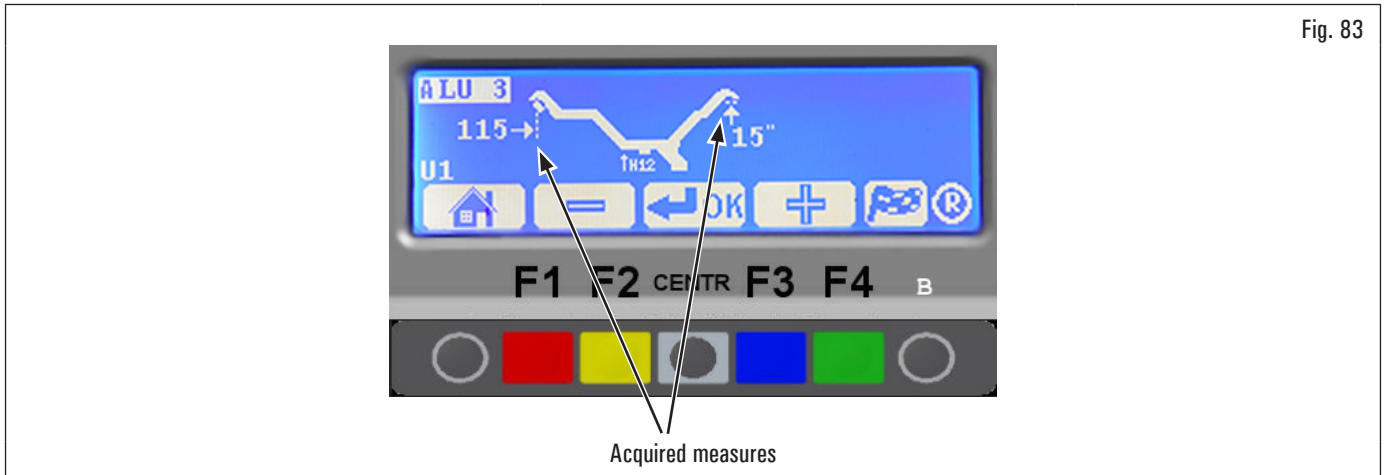 Fig. 83
ALU 3
115
15"
H12
U1
OK
R
F1 F2 CENTR F3 F4 B
Acquired measures